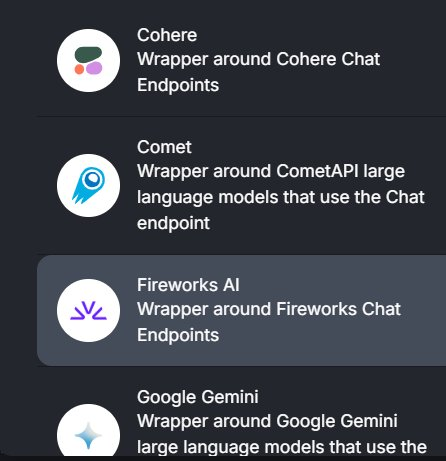 Cohere
Wrapper around Cohere Chat
Endpoints
Comet
Wrapper around CometAPI large
language models that use the Chat
endpoint
Fireworks AI
Wrapper around Fireworks Chat
Endpoints
Google Gemini
Wrapper around Google Gemini
large language models that use the